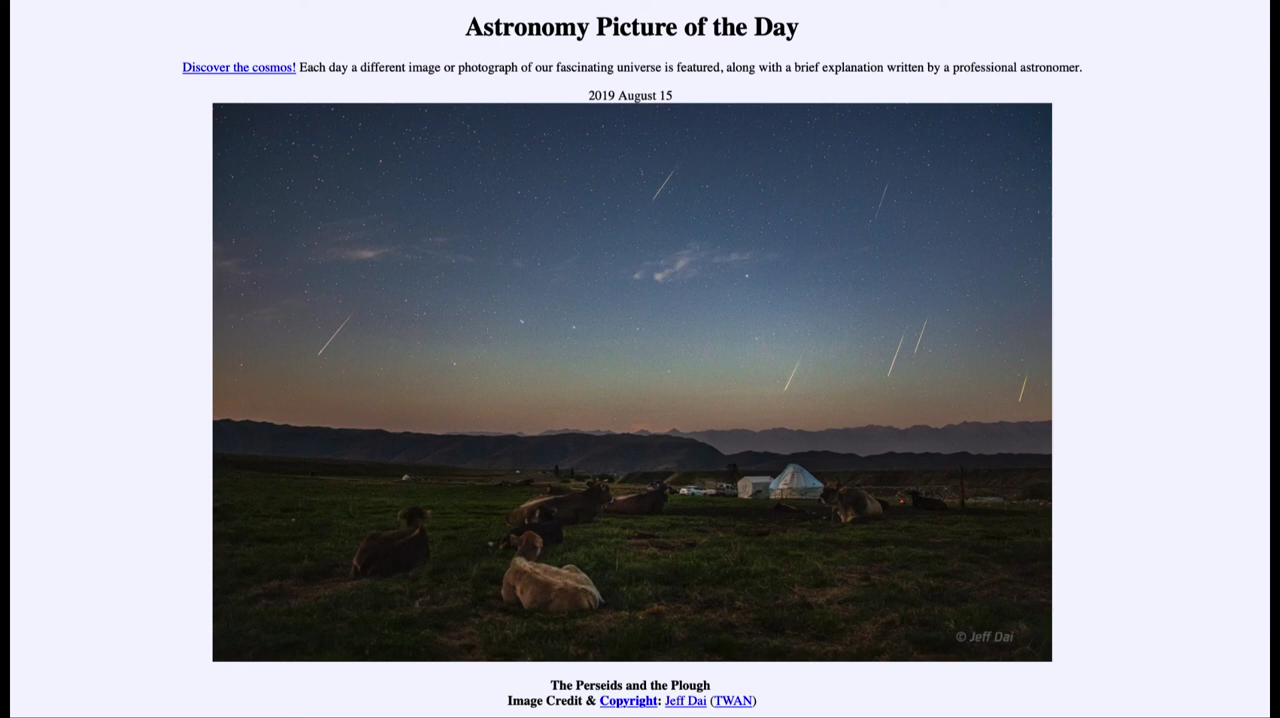 Astronomy Picture of the Day
Discover the cosmos! Each day a different image or photograph of our fascinating universe is featured, along with a brief explanation written by a professional astronomer.
2019 August 15
© Jeff Dai
The Perseids and the Plough
Image Credit & Copyright: Jeff Dai (TWAN)